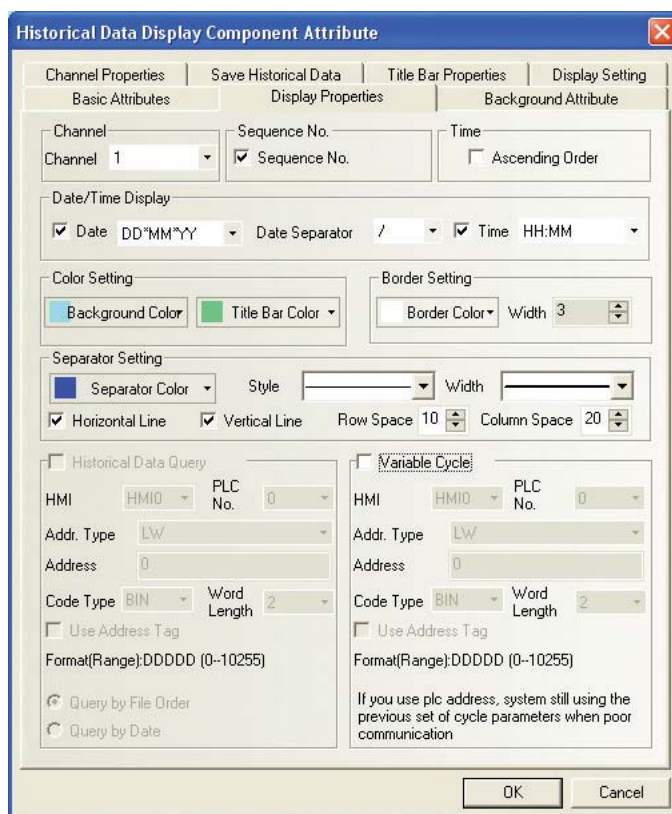 Historical Data Display Component Attribute
Channel Properties Save Historical Data Title Bar Properties Display Setting
Basic Attributes Display Properties Background Attribute
Channel Sequence No. Time
Channel 1 Sequence No. Ascending Order
Date/Time Display
Date DD*MM*YY Date Separator / Time HH:MM
Color Setting Border Setting
Background Color Title Bar Color Border Color Width 3
Separator Setting
Separator Color Style Width
Horizontal Line Vertical Line Row Space 10 Column Space 20
Historical Data Query Variable Cycle
HMI HMI0 PLC No. 0 HMI HMI0 PLC No. 0
Addr. Type LW Addr. Type LW
Address 0 Address 0
Code Type BIN Word Length 2 Code Type BIN Word Length 2
Use Address Tag Use Address Tag
Format(Range):DDDDD (0--10255) Format(Range):DDDDD (0--10255)
Query by File Order If you use plc address, system still using the
Query by Date previous set of cycle parameters when poor
communication
OK Cancel